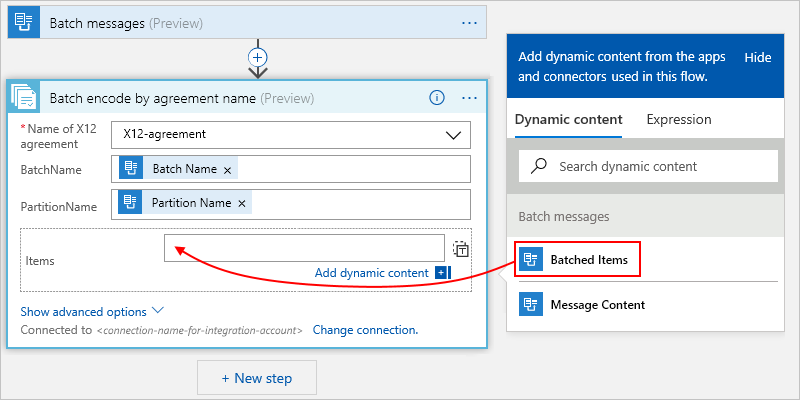 Batch messages (Preview)
Batch encode by agreement name (Preview)
* Name of X12
agreement
X12-agreement
BatchName
Batch Name ×
PartitionName
Partition Name ×
Items
Add dynamic content
Show advanced options
Connected to <connection-name-for-integration-account> Change connection.
+ New step
Add dynamic content from the apps
and connectors used in this flow.
Hide
Dynamic content
Expression
Search dynamic content
Batch messages
Batched Items
Message Content